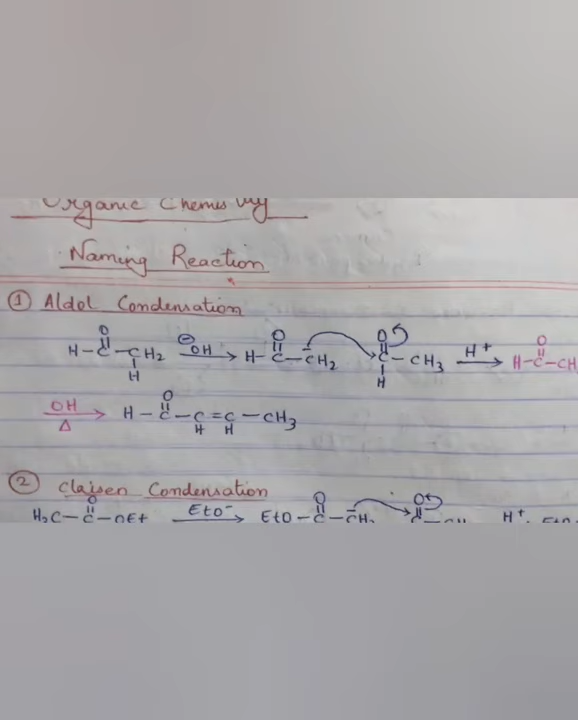 Organic Chemistry
Naming Reaction
① Aldol Condensation
H-C(=O)-CH2(-H) ⊖OH → H-C(=O)-C̄H2 C(=O)(-H)-CH3 H+ → H-C(=O)-CH
OH/Δ → H-C(=O)-C(H)=C(H)-CH3
② Claisen Condensation
H3C-C(=O)-OEt EtO- → EtO-C(=O)-C̄H2 H+